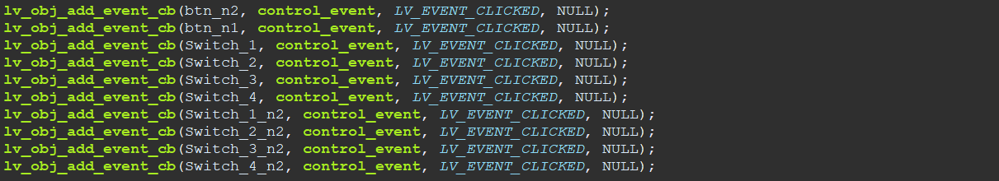 lv_obj_add_event_cb(btn_n2, control_event, LV_EVENT_CLICKED, NULL);
lv_obj_add_event_cb(btn_n1, control_event, LV_EVENT_CLICKED, NULL);
lv_obj_add_event_cb(Switch_1, control_event, LV_EVENT_CLICKED, NULL);
lv_obj_add_event_cb(Switch_2, control_event, LV_EVENT_CLICKED, NULL);
lv_obj_add_event_cb(Switch_3, control_event, LV_EVENT_CLICKED, NULL);
lv_obj_add_event_cb(Switch_4, control_event, LV_EVENT_CLICKED, NULL);
lv_obj_add_event_cb(Switch_1_n2, control_event, LV_EVENT_CLICKED, NULL);
lv_obj_add_event_cb(Switch_2_n2, control_event, LV_EVENT_CLICKED, NULL);
lv_obj_add_event_cb(Switch_3_n2, control_event, LV_EVENT_CLICKED, NULL);
lv_obj_add_event_cb(Switch_4_n2, control_event, LV_EVENT_CLICKED, NULL);